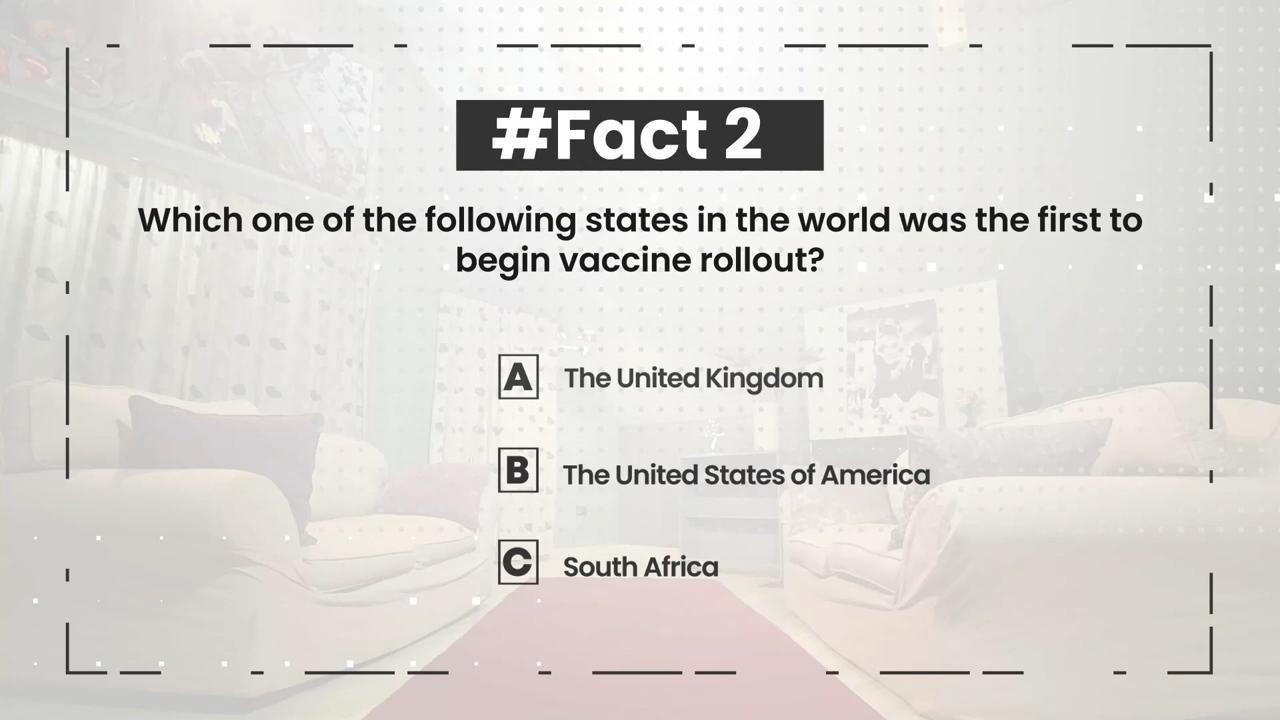 #Fact 2
Which one of the following states in the world was the first to
begin vaccine rollout?
A The United Kingdom
B The United States of America
C South Africa